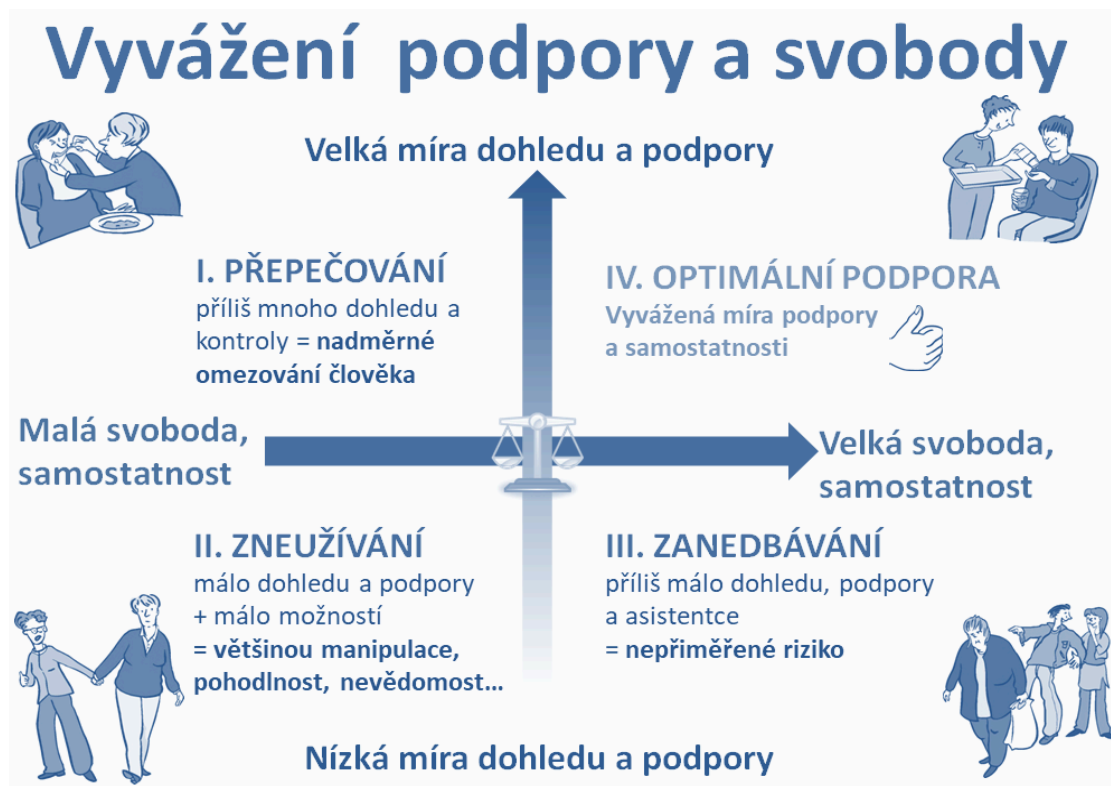 Vyvážení podpory a svobody
Velká míra dohledu a podpory
I. PŘEPEČOVÁNÍ
příliš mnoho dohledu a
kontroly = nadměrné
omezování člověka
IV. OPTIMÁLNÍ PODPORA
Vyvážená míra podpory
a samostatnosti
Malá svoboda,
samostatnost
Velká svoboda,
samostatnost
II. ZNEUŽÍVÁNÍ
málo dohledu a podpory
+ málo možností
= většinou manipulace,
pohodlnost, nevědomost...
III. ZANEDBÁVÁNÍ
příliš málo dohledu, podpory
a asistentce
= nepřiměřené riziko
Nízká míra dohledu a podpory